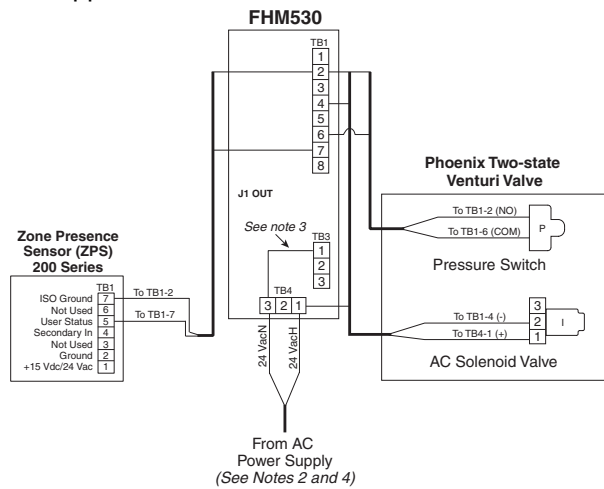 FHM530
TB1
1
2
3
4
5
6
7
8
J1 OUT
See note 3
TB3
1
2
3
TB4
3 2 1
24 VacN
24 VacH
From AC
Power Supply
(See Notes 2 and 4)
Zone Presence
Sensor (ZPS)
200 Series
TB1
ISO Ground 7
Not Used 6
User Status 5
Secondary In 4
Not Used 3
Ground 2
+15 Vdc/24 Vac 1
To TB1-2
To TB1-7
Phoenix Two-state
Venturi Valve
To TB1-2 (NO)
To TB1-6 (COM)
P
Pressure Switch
To TB1-4 (-)
To TB4-1 (+)
3
2
1
I
AC Solenoid Valve